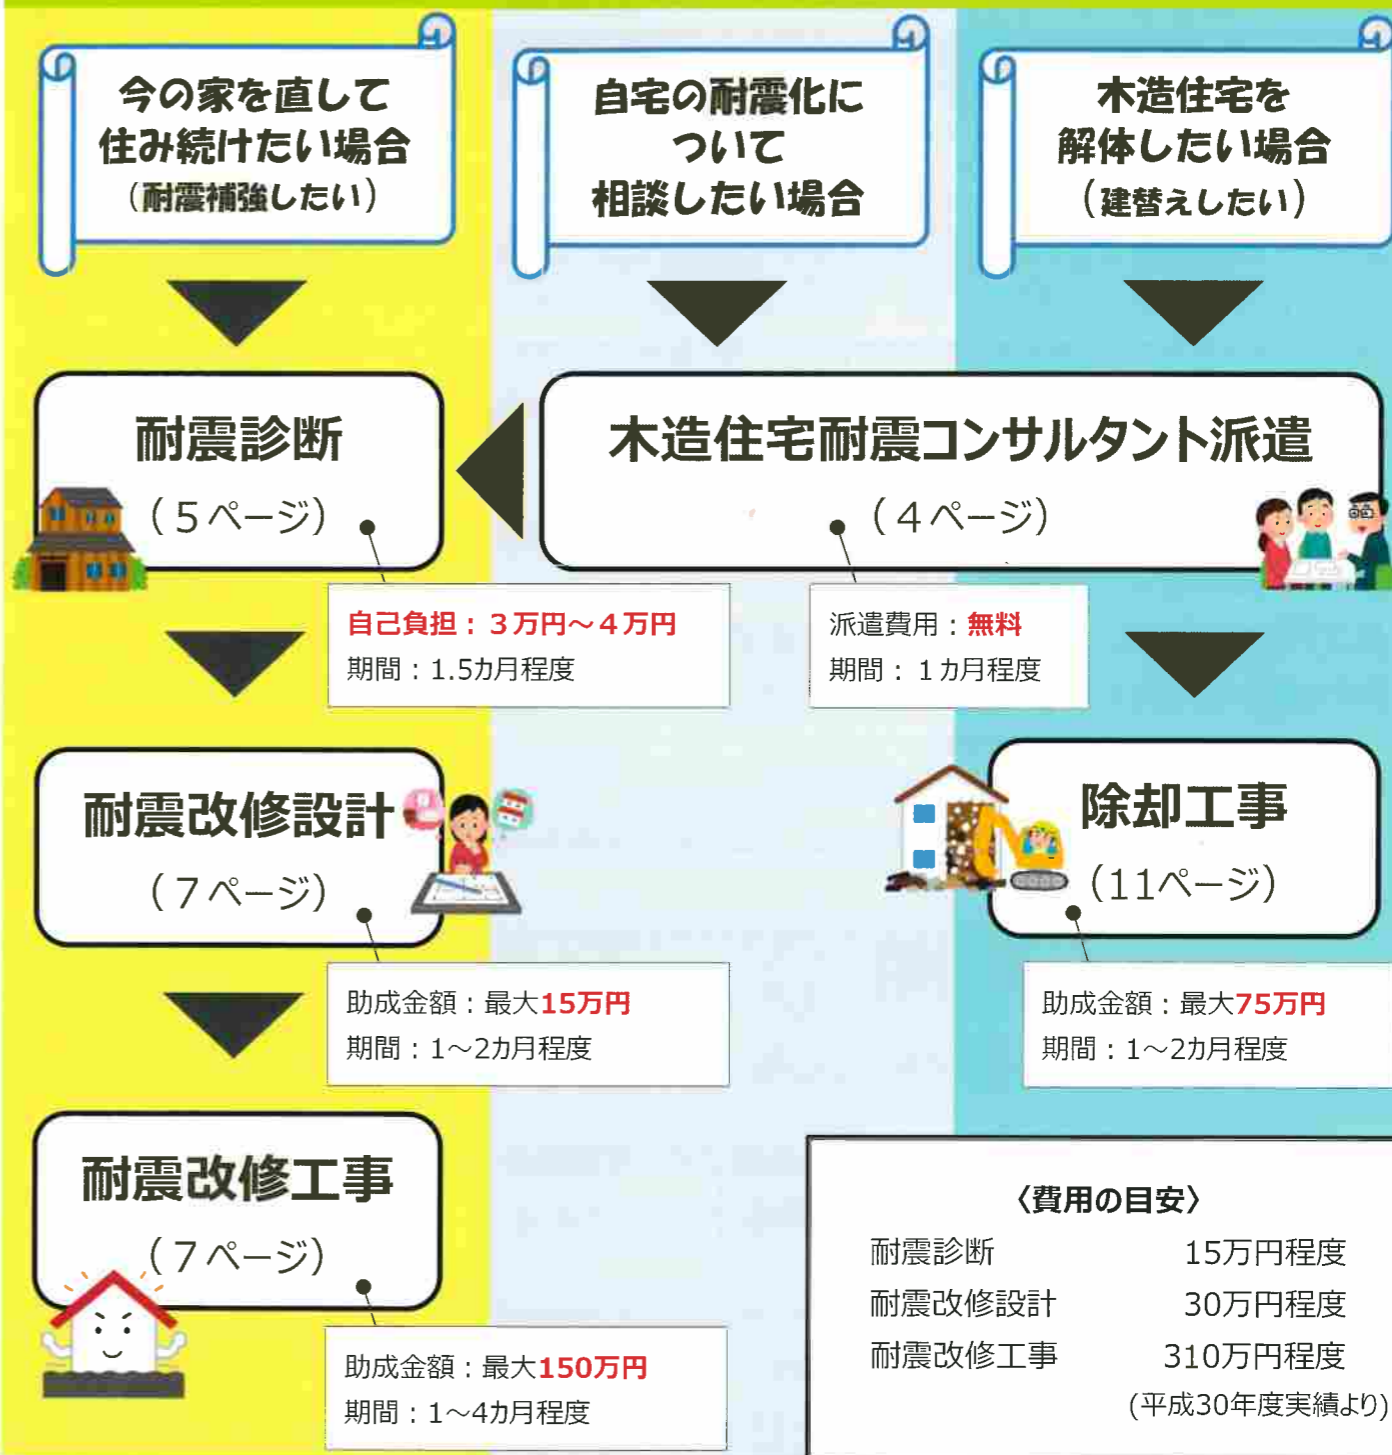 今の家を直して
住み続けたい場合
（耐震補強したい）
自宅の耐震化に
ついて
相談したい場合
木造住宅を
解体したい場合
（建替えしたい）
耐震診断
（５ページ）
自己負担：３万円～４万円
期間：1.5カ月程度
木造住宅耐震コンサルタント派遣
（４ページ）
派遣費用：無料
期間：１カ月程度
耐震改修設計
（７ページ）
助成金額：最大15万円
期間：1～2カ月程度
除却工事
（11ページ）
助成金額：最大75万円
期間：1～2カ月程度
耐震改修工事
（７ページ）
助成金額：最大150万円
期間：1～4カ月程度
〈費用の目安〉
耐震診断 15万円程度
耐震改修設計 30万円程度
耐震改修工事 310万円程度
(平成30年度実績より)